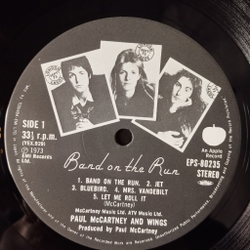 Band on the Run
SIDE 1
33⅓ r.p.m.
(YEX.929)
℗ 1973
EMI Records
Ltd.
An Apple
Record
EPS-80235
STEREO
1. BAND ON THE RUN. 2. JET
3. BLUEBIRD. 4. MRS. VANDEBILT
5. LET ME ROLL IT
(McCartney)
McCartney Music Ltd. ATV Music Ltd.
PAUL McCARTNEY AND WINGS
Produced by Paul McCartney